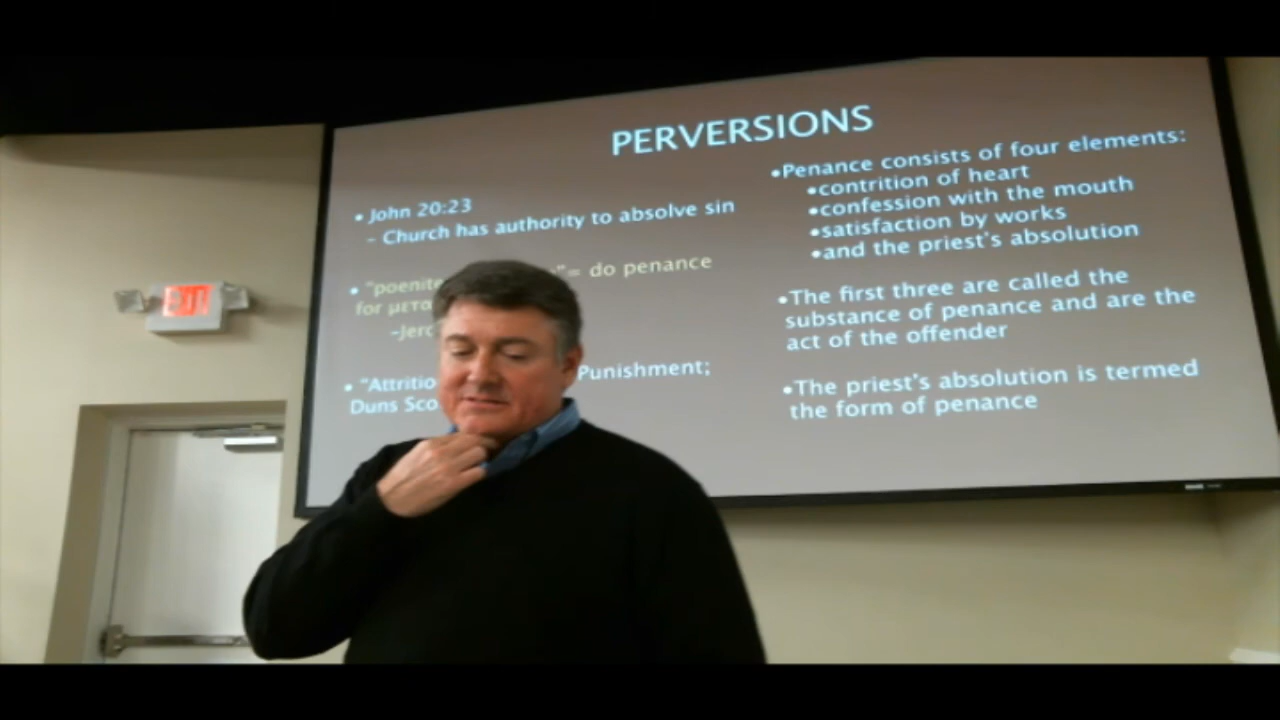 PERVERSIONS
• John 20:23
– Church has authority to absolve sin
• "poenite "= do penance
for μετα
–Jero
• "Attritio Punishment;
Duns Sco
•Penance consists of four elements:
•contrition of heart
•confession with the mouth
•satisfaction by works
•and the priest's absolution
•The first three are called the
substance of penance and are the
act of the offender
•The priest's absolution is termed
the form of penance
EXIT